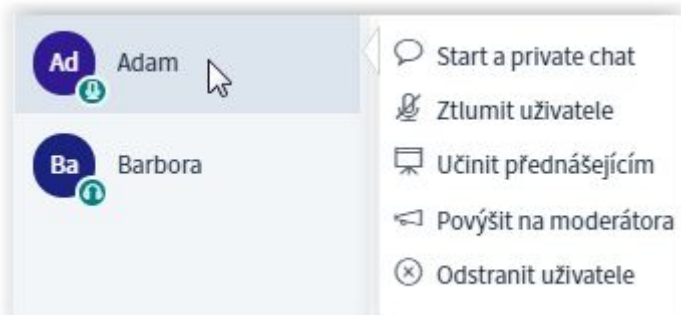 Ad Adam
Ba Barbora
Start a private chat
Ztlumit uživatele
Učinit přednášejícím
Povýšit na moderátora
Odstranit uživatele